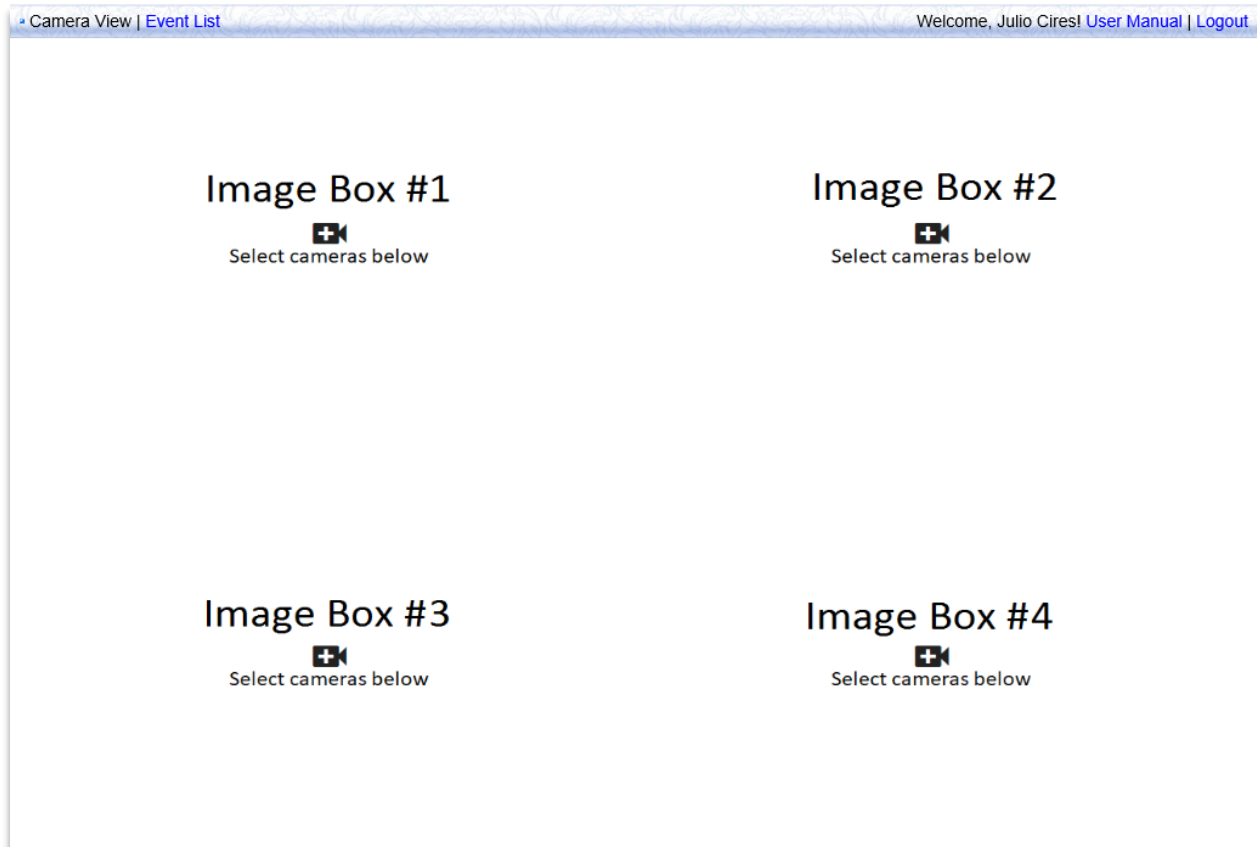 Camera View | Event List
Welcome, Julio Cires! User Manual | Logout
Image Box #1
Select cameras below
Image Box #2
Select cameras below
Image Box #3
Select cameras below
Image Box #4
Select cameras below